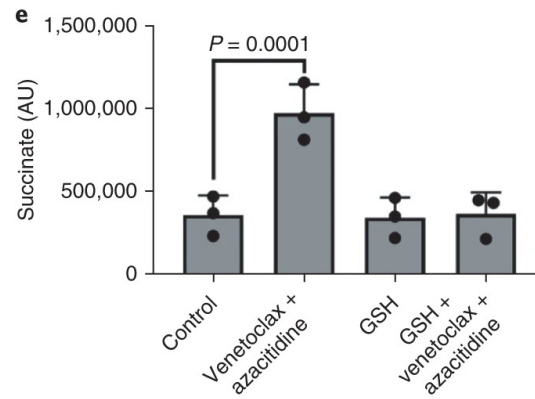 e
1,500,000
P = 0.0001
1,000,000
500,000
0
Succinate (AU)
Control
Venetoclax +
azacitidine
GSH
GSH +
venetoclax +
azacitidine